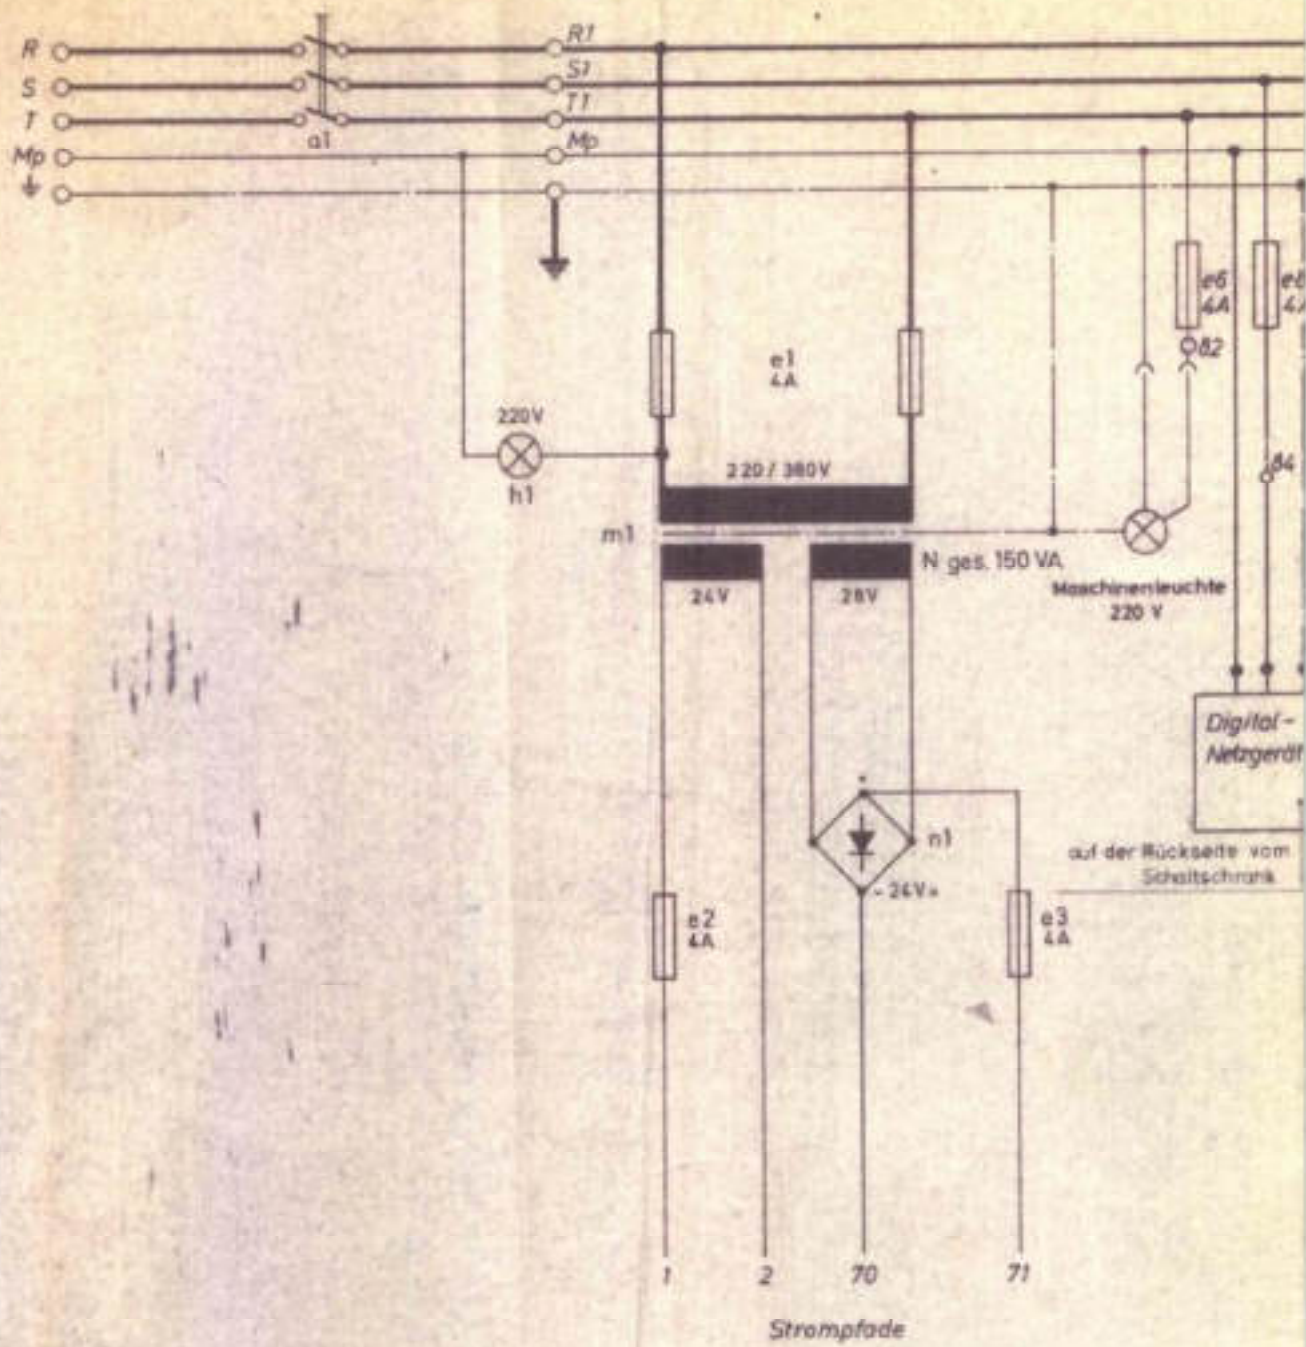 R
R1
S
S1
T
T1
a1
Mp
Mp
e6
4A
82
e1
4A
220V
h1
220 / 380V
84
m1
N ges. 150 VA
24V
28V
Maschinenleuchte
220 V
Digital-
Netzgerät
n1
auf der Rückseite vom
Schaltschrank
- 24V=
e2
4A
e3
4A
1
2
70
71
Strompfade